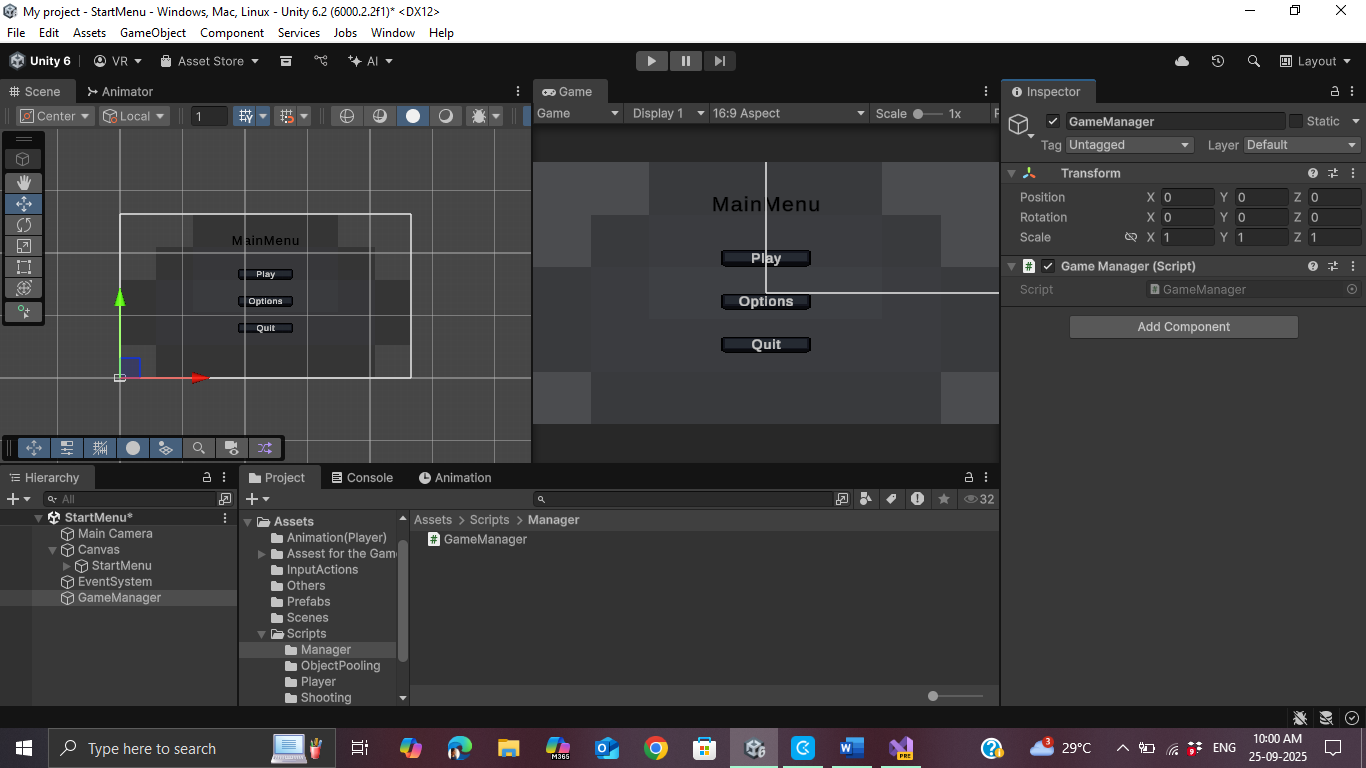 My project - StartMenu - Windows, Mac, Linux - Unity 6.2 (6000.2.2f1)* <DX12>
File Edit Assets GameObject Component Services Jobs Window Help
Unity 6 VR Asset Store AI Layout
Scene Animator
Center Local 1
MainMenu
Play
Options
Quit
Game
Game Display 1 16:9 Aspect Scale 1x
MainMenu
Play
Options
Quit
Inspector
GameManager Static
Tag Untagged Layer Default
Transform
Position X 0 Y 0 Z 0
Rotation X 0 Y 0 Z 0
Scale X 1 Y 1 Z 1
# Game Manager (Script)
Script # GameManager
Add Component
Hierarchy
All
StartMenu*
Main Camera
Canvas
StartMenu
EventSystem
GameManager
Project Console Animation
32
Assets
Animation(Player)
Assest for the Gam
InputActions
Others
Prefabs
Scenes
Scripts
Manager
ObjectPooling
Player
Shooting
Assets > Scripts > Manager
# GameManager
Type here to search
M365
PRE
3
29°C
9
ENG
10:00 AM
25-09-2025